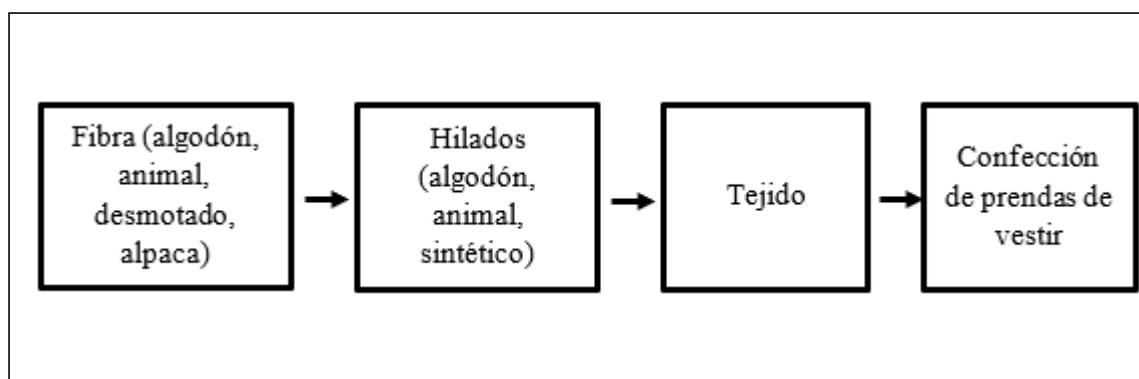 Fibra (algodón,
animal,
desmotado,
alpaca)
Hilados
(algodón,
animal,
sintético)
Tejido
Confección
de prendas de
vestir